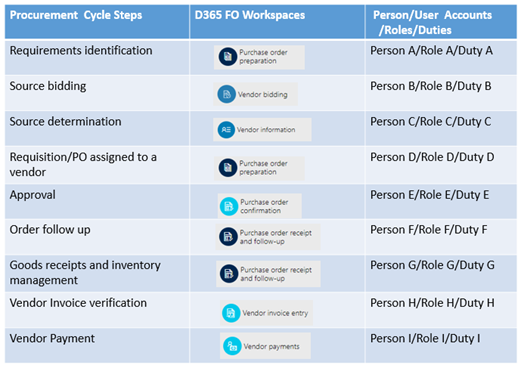 Procurement Cycle Steps
D365 FO Workspaces
Person/User Accounts
/Roles/Duties
Requirements identification
Purchase order
preparation
Person A/Role A/Duty A
Source bidding
Vendor bidding
Person B/Role B/Duty B
Source determination
Vendor information
Person C/Role C/Duty C
Requisition/PO assigned to a
vendor
Purchase order
preparation
Person D/Role D/Duty D
Approval
Purchase order
confirmation
Person E/Role E/Duty E
Order follow up
Purchase order receipt
and follow-up
Person F/Role F/Duty F
Goods receipts and inventory
management
Purchase order receipt
and follow-up
Person G/Role G/Duty G
Vendor Invoice verification
Vendor invoice entry
Person H/Role H/Duty H
Vendor Payment
Vendor payments
Person I/Role I/Duty I